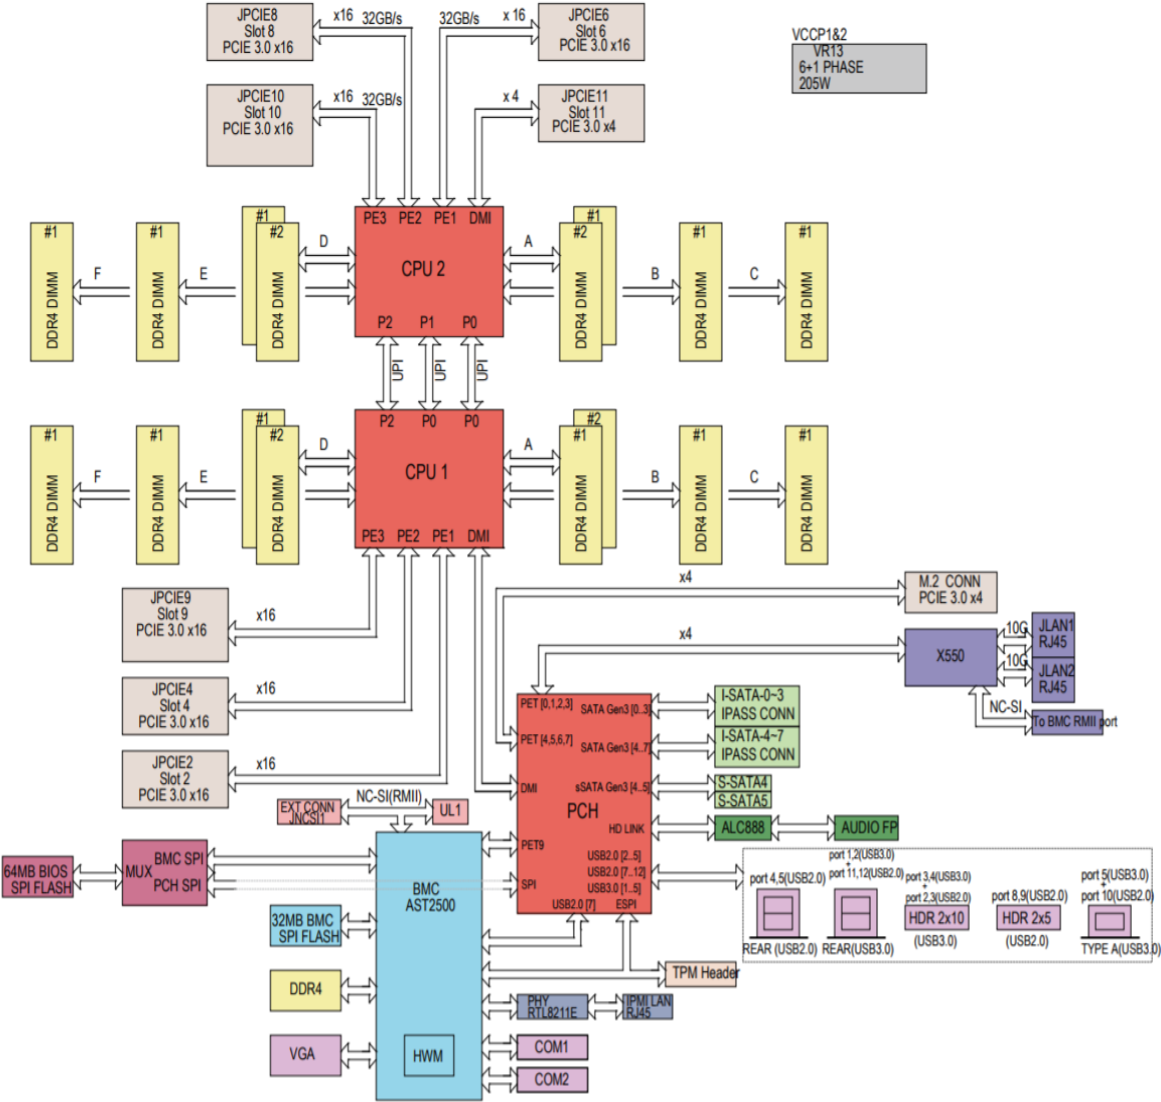 JPCIE8
Slot 8
PCIE 3.0 x16
x16
32GB/s
32GB/s
x 16
JPCIE6
Slot 6
PCIE 3.0 x16
VCCP1&2
VR13
6+1 PHASE
205W
JPCIE10
Slot 10
PCIE 3.0 x16
x16
32GB/s
x 4
JPCIE11
Slot 11
PCIE 3.0 x4
PE3
PE2
PE1
DMI
CPU 2
P2
P1
P0
#1
DDR4 DIMM
F
#1
DDR4 DIMM
E
#1
#2
DDR4 DIMM
D
A
#1
#2
DDR4 DIMM
B
#1
DDR4 DIMM
C
#1
DDR4 DIMM
UPI
UPI
UPI
P2
P0
P0
CPU 1
PE3
PE2
PE1
DMI
#1
DDR4 DIMM
F
#1
DDR4 DIMM
E
#1
#2
DDR4 DIMM
D
A
#2
#1
DDR4 DIMM
B
#1
DDR4 DIMM
C
#1
DDR4 DIMM
JPCIE9
Slot 9
PCIE 3.0 x16
x16
JPCIE4
Slot 4
PCIE 3.0 x16
x16
JPCIE2
Slot 2
PCIE 3.0 x16
x16
x4
M.2 CONN
PCIE 3.0 x4
x4
X550
10G
JLAN1
RJ45
10G
JLAN2
RJ45
NC-SI
To BMC RMII port
PET [0,1,2,3]
SATA Gen3 [0..3]
PET [4,5,6,7]
SATA Gen3 [4..7]
DMI
sSATA Gen3 [4..5]
PCH
HD LINK
PET9
USB2.0 [2..5]
USB2.0 [7..12]
SPI
USB3.0 [1..5]
USB2.0 [7]
ESPI
I-SATA-0~3
IPASS CONN
I-SATA-4~7
IPASS CONN
S-SATA4
S-SATA5
ALC888
AUDIO FP
EXT CONN
JNCSI1
NC-SI(RMII)
UL1
64MB BIOS
SPI FLASH
MUX
BMC SPI
PCH SPI
BMC
AST2500
32MB BMC
SPI FLASH
DDR4
VGA
HWM
TPM Header
PHY
RTL8211E
IPMI LAN
RJ45
COM1
COM2
port 4,5(USB2.0)
REAR (USB2.0)
port 1,2(USB3.0)
+
port 11,12(USB2.0)
REAR(USB3.0)
port 3,4(USB3.0)
+
port 2,3(USB2.0)
HDR 2x10
(USB3.0)
port 8,9(USB2.0)
HDR 2x5
(USB2.0)
port 5(USB3.0)
+
port 10(USB2.0)
TYPE A(USB3.0)